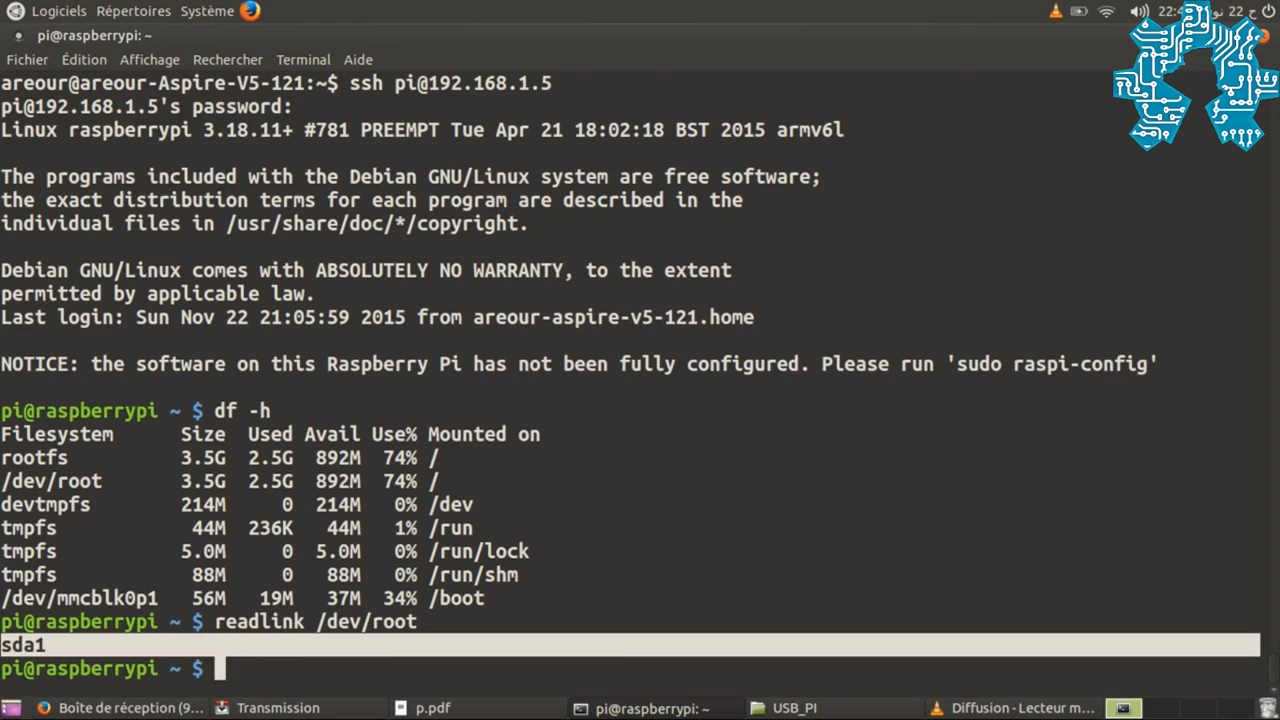 Logiciels Répertoires Système
pi@raspberrypi: ~
Fichier Édition Affichage Rechercher Terminal Aide
areour@areour-Aspire-V5-121:~$ ssh pi@192.168.1.5
pi@192.168.1.5's password:
Linux raspberrypi 3.18.11+ #781 PREEMPT Tue Apr 21 18:02:18 BST 2015 armv6l
The programs included with the Debian GNU/Linux system are free software;
the exact distribution terms for each program are described in the
individual files in /usr/share/doc/*/copyright.
Debian GNU/Linux comes with ABSOLUTELY NO WARRANTY, to the extent
permitted by applicable law.
Last login: Sun Nov 22 21:05:59 2015 from areour-aspire-v5-121.home
NOTICE: the software on this Raspberry Pi has not been fully configured. Please run 'sudo raspi-config'
pi@raspberrypi ~ $ df -h
Filesystem Size Used Avail Use% Mounted on
rootfs 3.5G 2.5G 892M 74% /
/dev/root 3.5G 2.5G 892M 74% /
devtmpfs 214M 0 214M 0% /dev
tmpfs 44M 236K 44M 1% /run
tmpfs 5.0M 0 5.0M 0% /run/lock
tmpfs 88M 0 88M 0% /run/shm
/dev/mmcblk0p1 56M 19M 37M 34% /boot
pi@raspberrypi ~ $ readlink /dev/root
sda1
pi@raspberrypi ~ $
Boîte de réception (9... Transmission p.pdf pi@raspberrypi: ~ USB_PI Diffusion - Lecteur m...